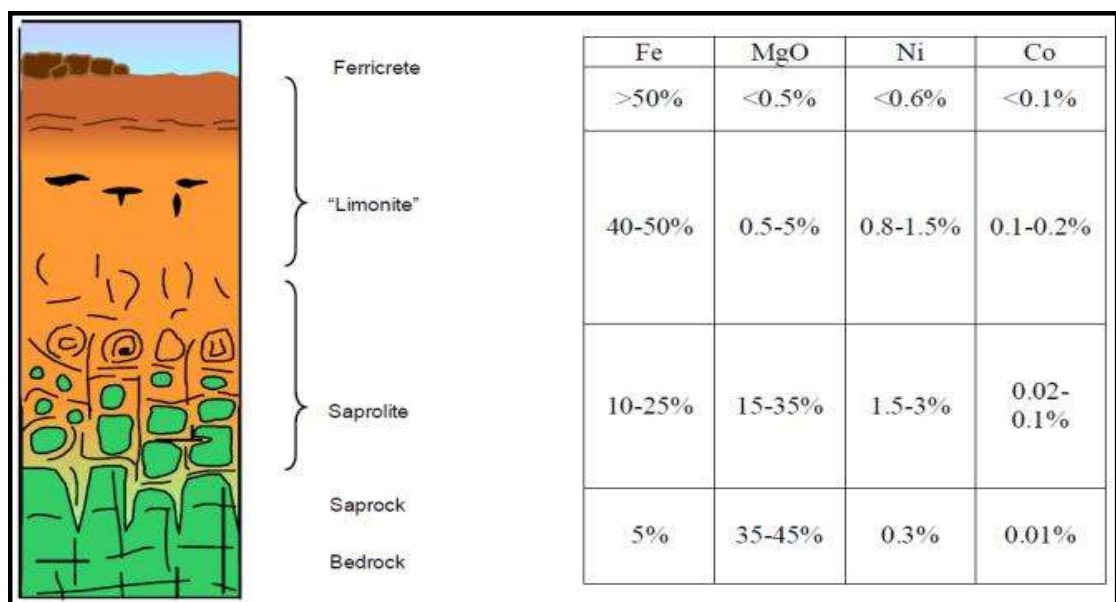 Ferricrete
“Limonite”
Saprolite
Saprock
Bedrock
Fe MgO Ni Co
>50% <0.5% <0.6% <0.1%
40-50% 0.5-5% 0.8-1.5% 0.1-0.2%
10-25% 15-35% 1.5-3% 0.02-
0.1%
5% 35-45% 0.3% 0.01%